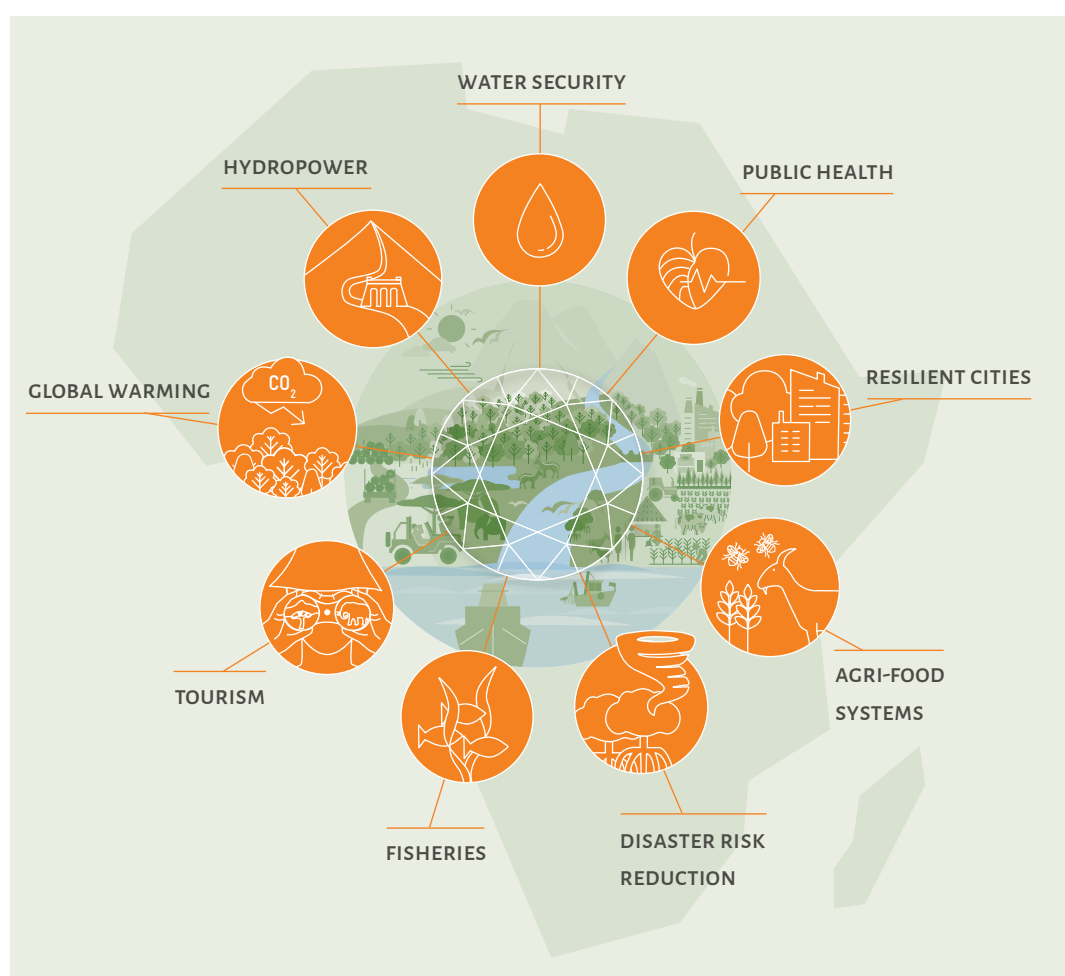 WATER SECURITY
HYDROPOWER
PUBLIC HEALTH
GLOBAL WARMING
CO2
RESILIENT CITIES
TOURISM
AGRI-FOOD
SYSTEMS
FISHERIES
DISASTER RISK
REDUCTION